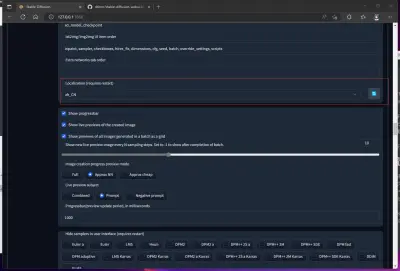 Stable Diffusion
127.0.0.1
sd_model_checkpoint
txt2img/img2img UI item order
inpaint, sampler, checkboxes, hires_fix, dimensions, cfg, seed, batch, override_settings, scripts
Extra networks tab order
Localization (requires restart)
zh_CN
Show progressbar
Show live previews of the created image
Show previews of all images generated in a batch as a grid
Show new live preview image every N sampling steps. Set to -1 to show after completion of batch.
10
Image creation progress preview mode
Full
Approx NN
Approx cheap
Live preview subject
Combined
Prompt
Negative prompt
Progressbar/preview update period, in milliseconds
1000
Hide samplers in user interface (requires restart)
Euler a
Euler
LMS
Heun
DPM2
DPM2 a
DPM++ 2S a
DPM++ 2M
DPM++ SDE
DPM fast
DPM adaptive
LMS Karras
DPM2 Karras
DPM2 a Karras
DPM++ 2S a Karras
DPM++ 2M Karras
DPM++ SDE Karras
DDIM